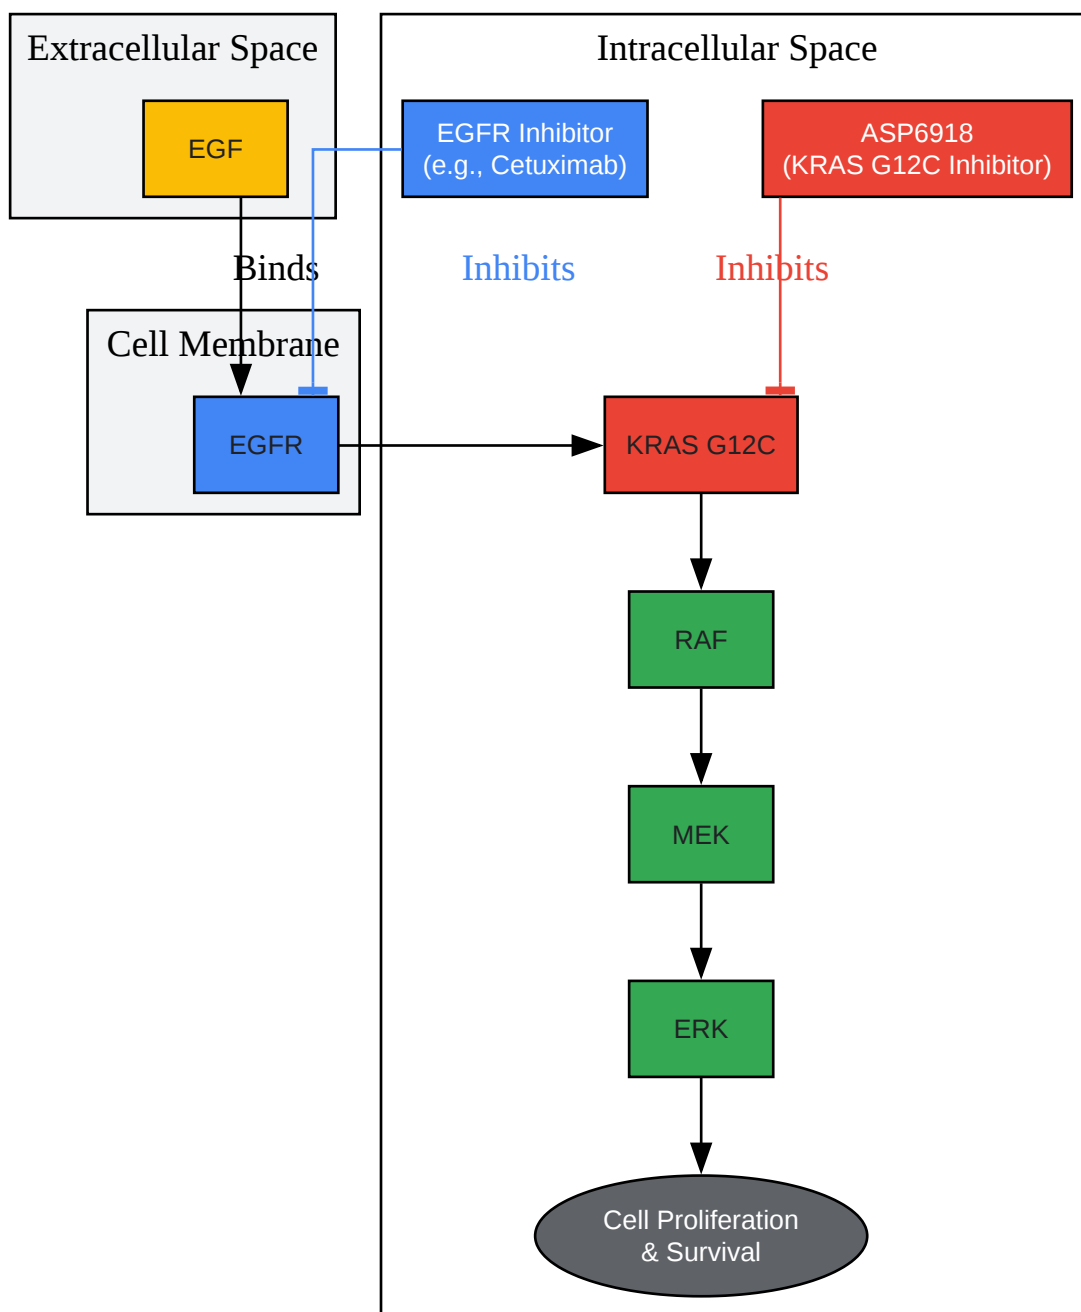 Extracellular Space
Intracellular Space
EGF
EGFR Inhibitor
(e.g., Cetuximab)
ASP6918
(KRAS G12C Inhibitor)
Binds
Inhibits
Inhibits
Cell Membrane
EGFR
KRAS G12C
RAF
MEK
ERK
Cell Proliferation
& Survival